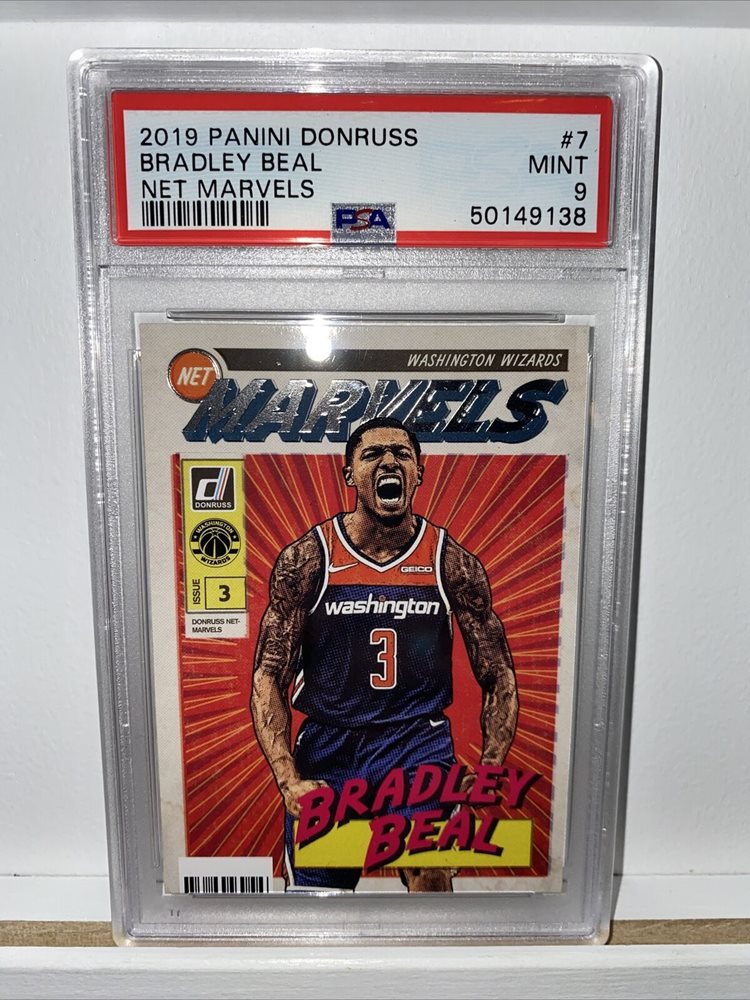 2019 PANINI DONRUSS #7
BRADLEY BEAL MINT
NET MARVELS 9
PSA 50149138
WASHINGTON WIZARDS
NET
MARVELS
d
DONRUSS
WASHINGTON
WIZARDS
ISSUE 3
DONRUSS NET-
MARVELS
GEICO
washington
3
BRADLEY
BEAL